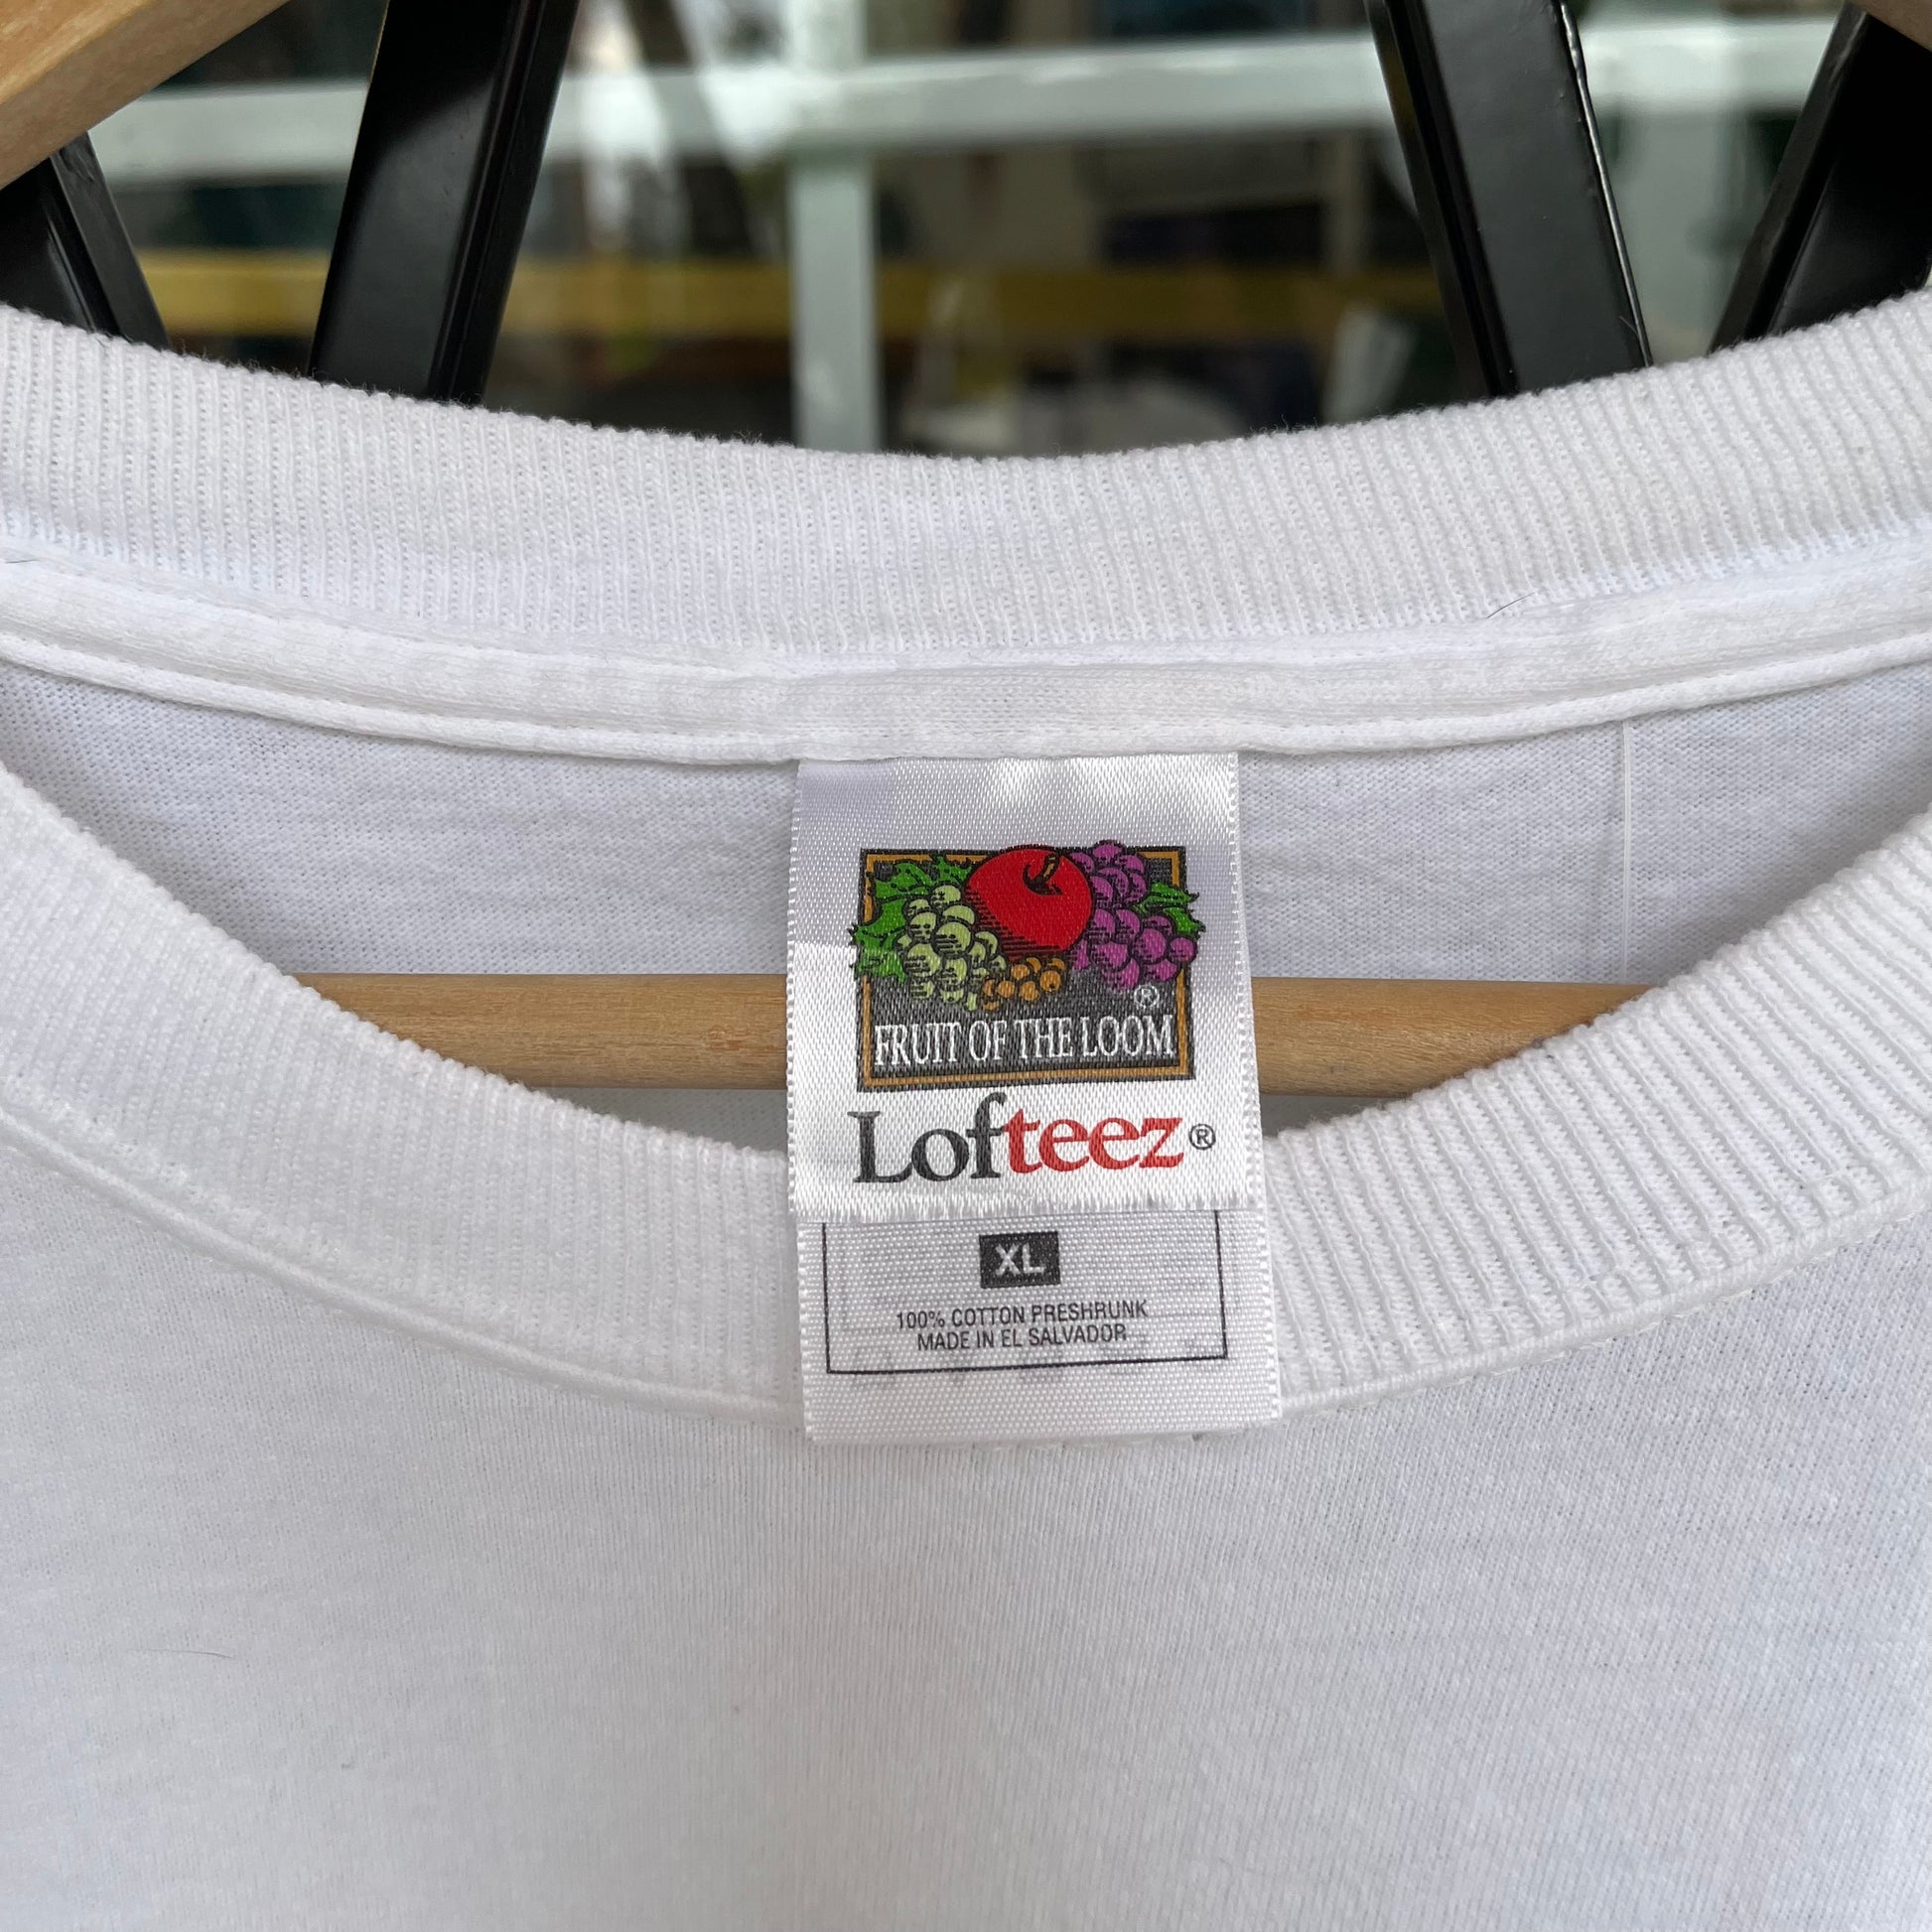 ®
FRUIT OF THE LOOM
Lofteez®
XL
100% COTTON PRESHRUNK
MADE IN EL SALVADOR